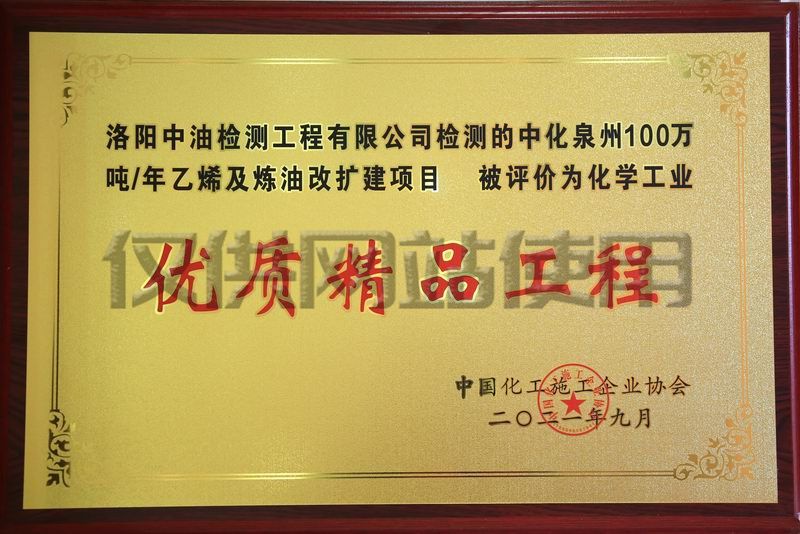 洛阳中油检测工程有限公司检测的中化泉州100万
吨/年乙烯及炼油改扩建项目 被评价为化学工业
优质精品工程
仅供网站使用
中国化工施工企业协会
二〇二一年九月